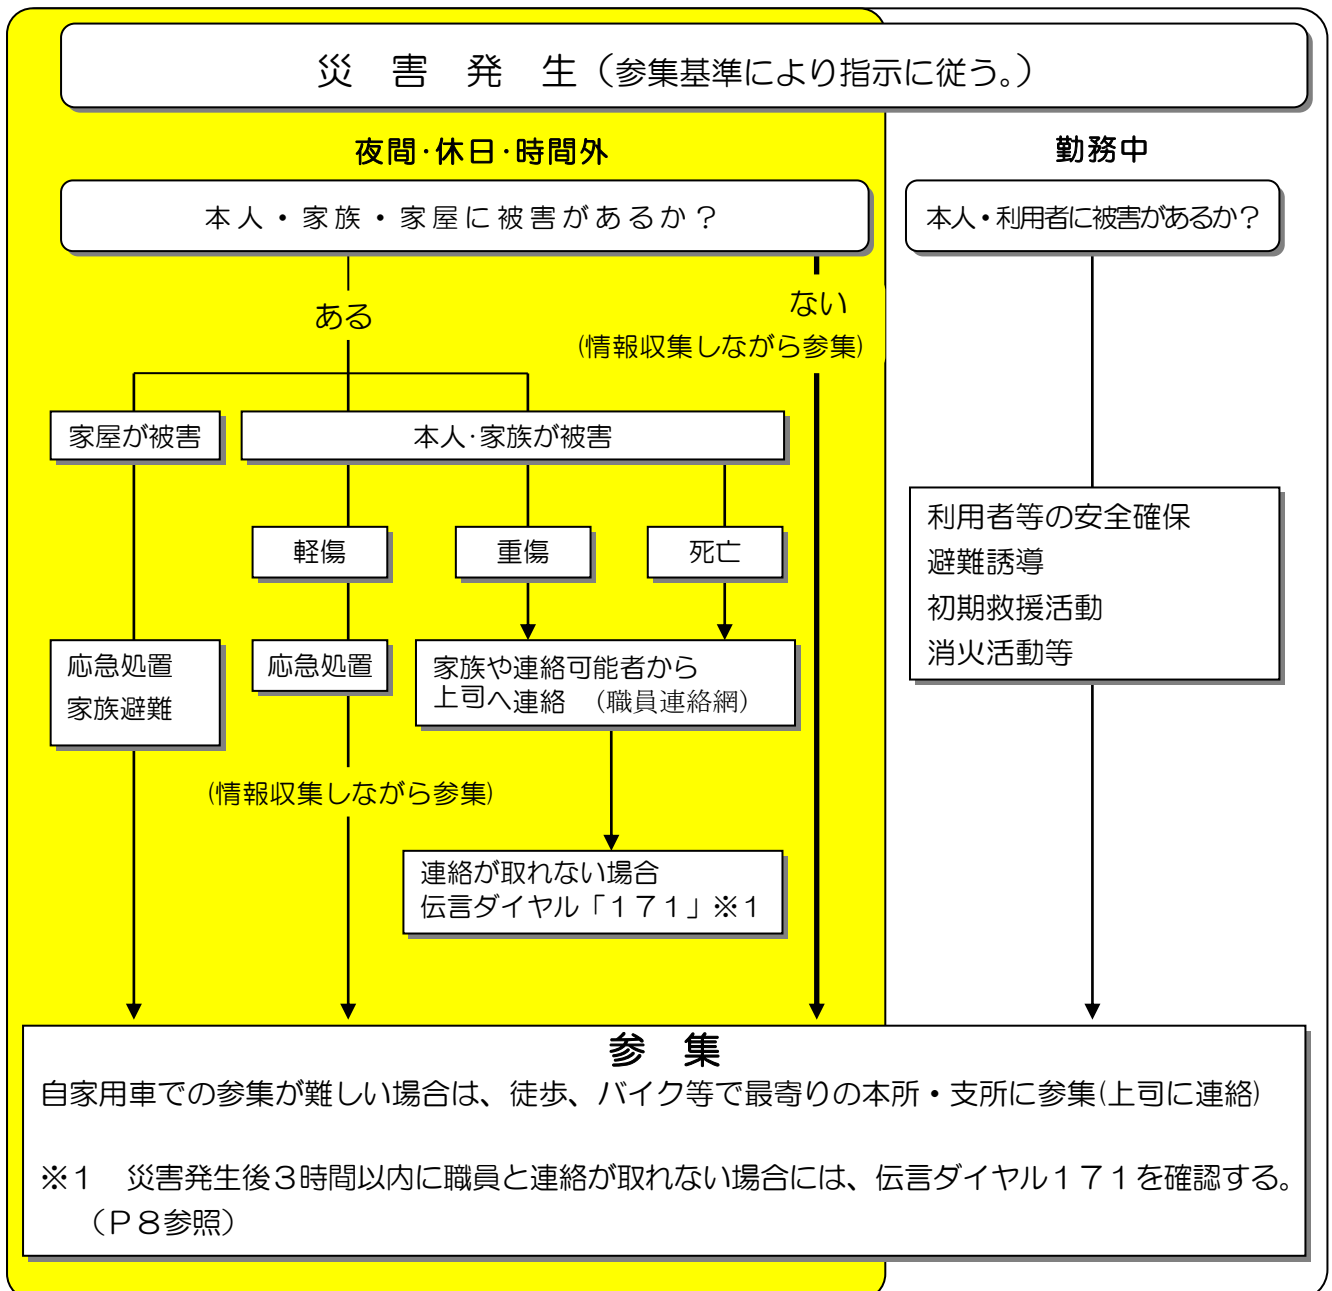 災　害　発　生（参集基準により指示に従う。）
夜間・休日・時間外
勤務中
本人・家族・家屋に被害があるか？
本人・利用者に被害があるか？
ある
ない
(情報収集しながら参集)
家屋が被害
本人・家族が被害
軽傷
重傷
死亡
利用者等の安全確保
避難誘導
初期救援活動
消火活動等
応急処置
家族避難
応急処置
家族や連絡可能者から
上司へ連絡　（職員連絡網）
(情報収集しながら参集)
連絡が取れない場合
伝言ダイヤル「１７１」※１
参　集
自家用車での参集が難しい場合は、徒歩、バイク等で最寄りの本所・支所に参集(上司に連絡)
※１　災害発生後３時間以内に職員と連絡が取れない場合には、伝言ダイヤル１７１を確認する。
（Ｐ８参照）